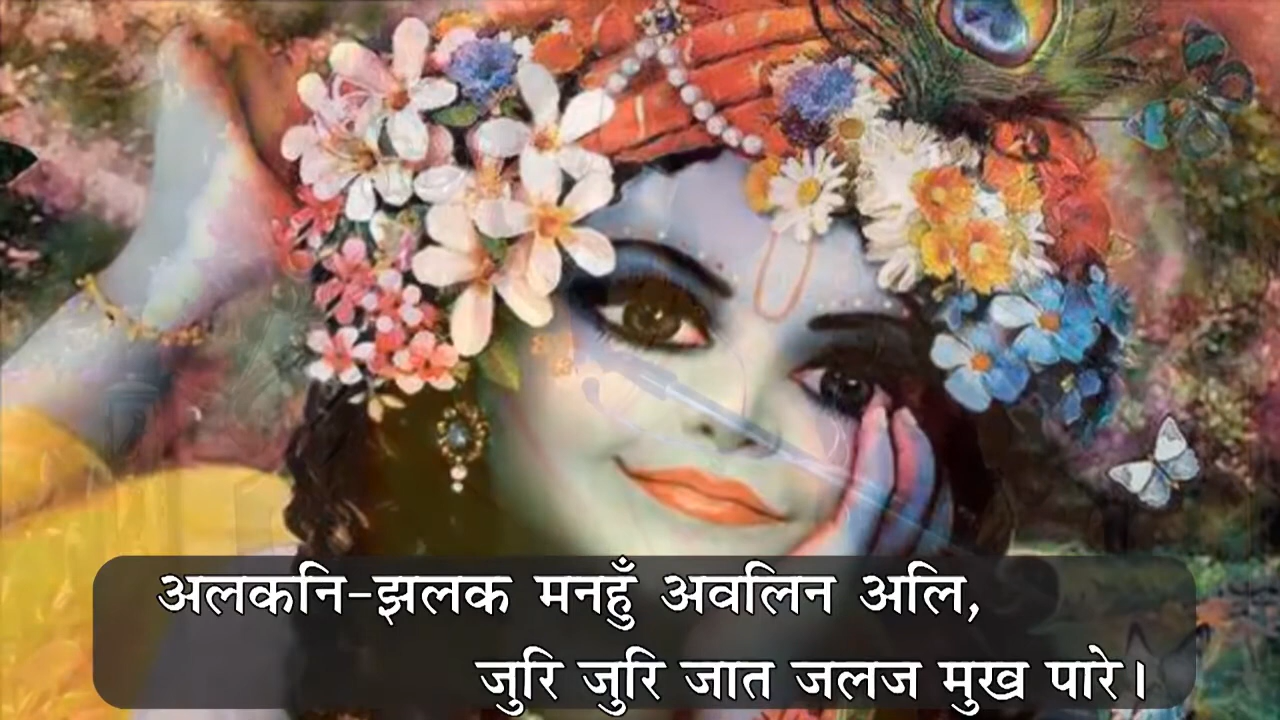 अलकनि-झलक मनहुँ अवलिन अलि,
जुरि जुरि जात जलज मुख पारे।